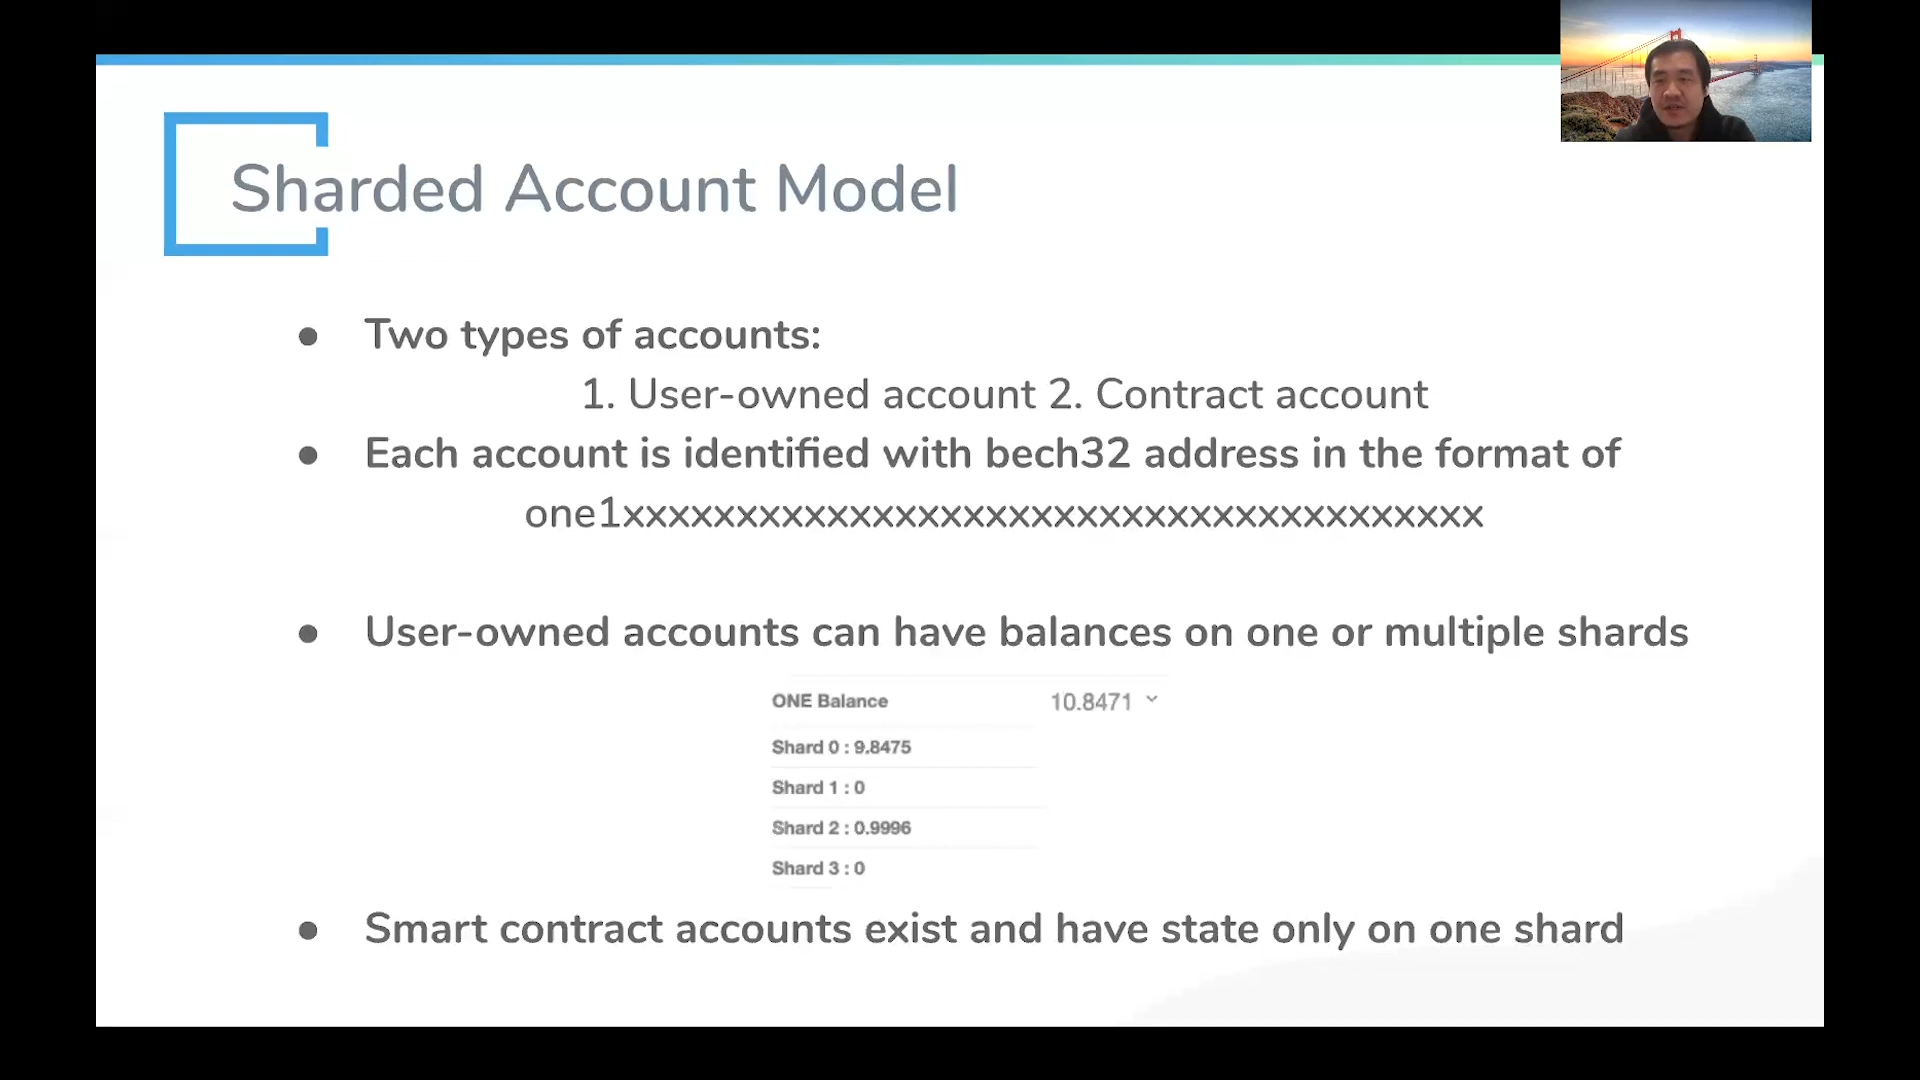 Sharded Account Model
● Two types of accounts:
1. User-owned account 2. Contract account
● Each account is identified with bech32 address in the format of
one1xxxxxxxxxxxxxxxxxxxxxxxxxxxxxxxxxxxxxx
● User-owned accounts can have balances on one or multiple shards
ONE Balance 10.8471
Shard 0 : 9.8475
Shard 1 : 0
Shard 2 : 0.9996
Shard 3 : 0
● Smart contract accounts exist and have state only on one shard